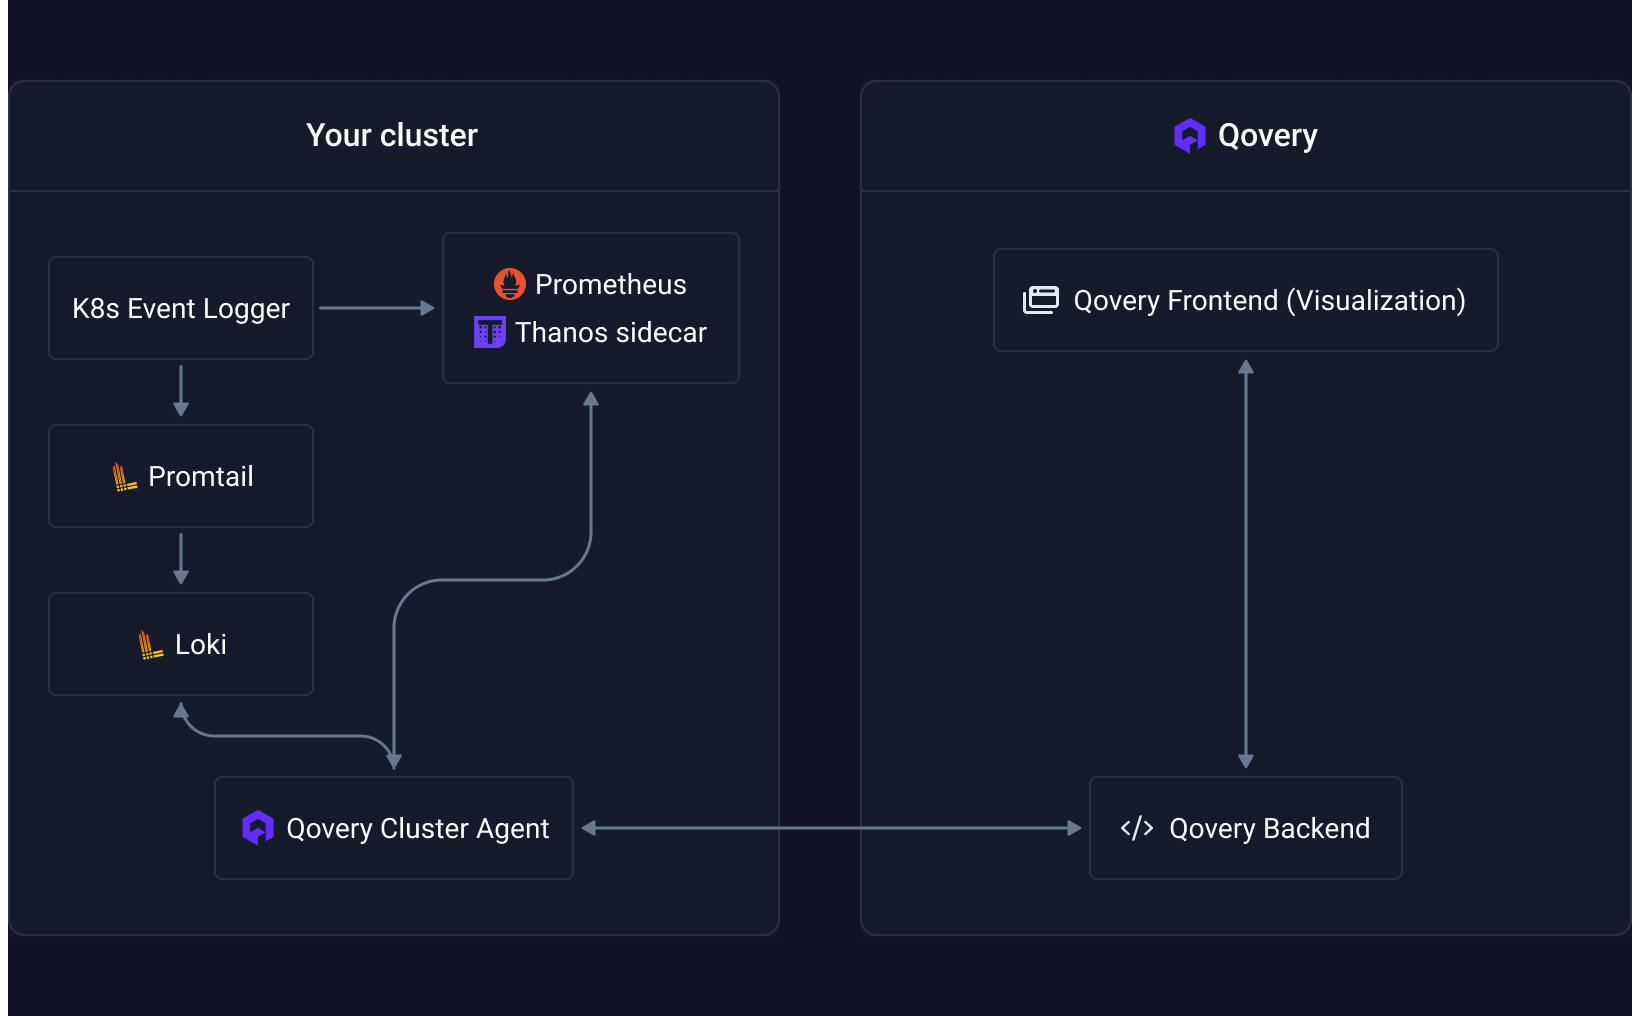 Your cluster
Qovery
K8s Event Logger
Prometheus
Thanos sidecar
Qovery Frontend (Visualization)
Promtail
Loki
Qovery Cluster Agent
</> Qovery Backend